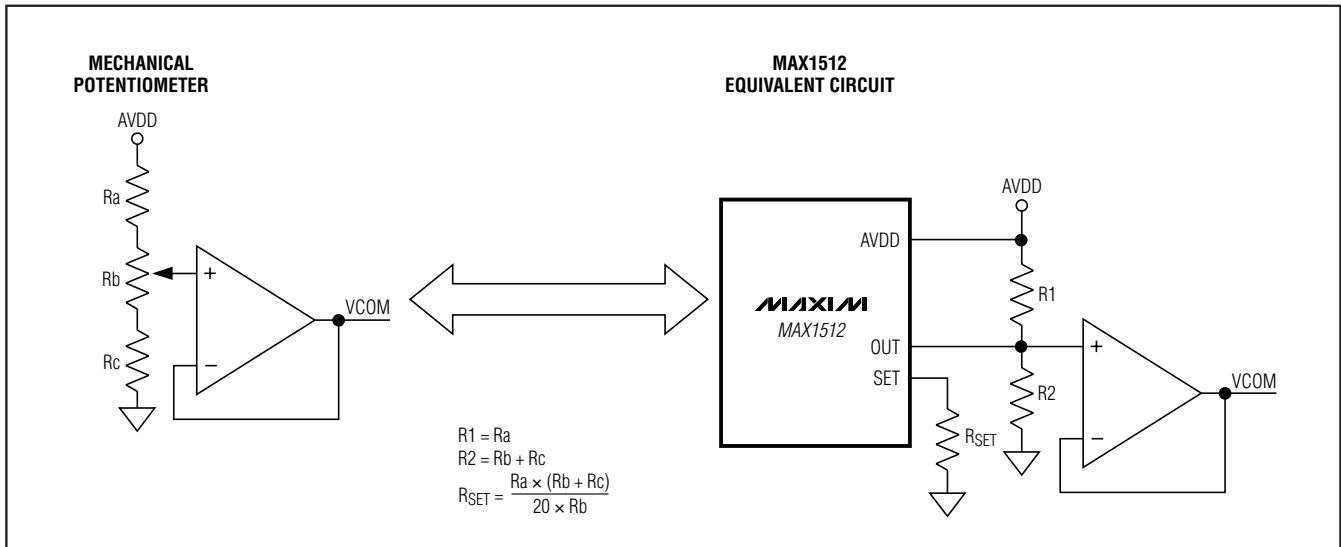 MECHANICAL
POTENTIOMETER
AVDD
Ra
Rb
Rc
+
−
VCOM
R1 = Ra
R2 = Rb + Rc
RSET = Ra × (Rb + Rc)
20 × Rb
MAX1512
EQUIVALENT CIRCUIT
AVDD
AVDD
MAXIM
MAX1512
OUT
SET
R1
R2
RSET
+
−
VCOM